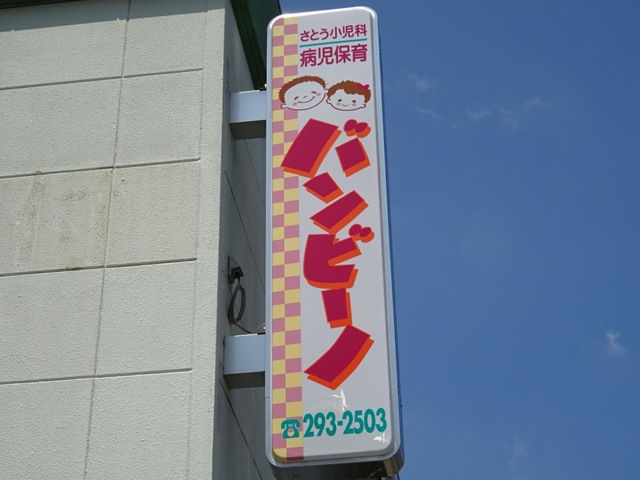 さとう小児科
病児保育
バンビーノ
☎293-2503